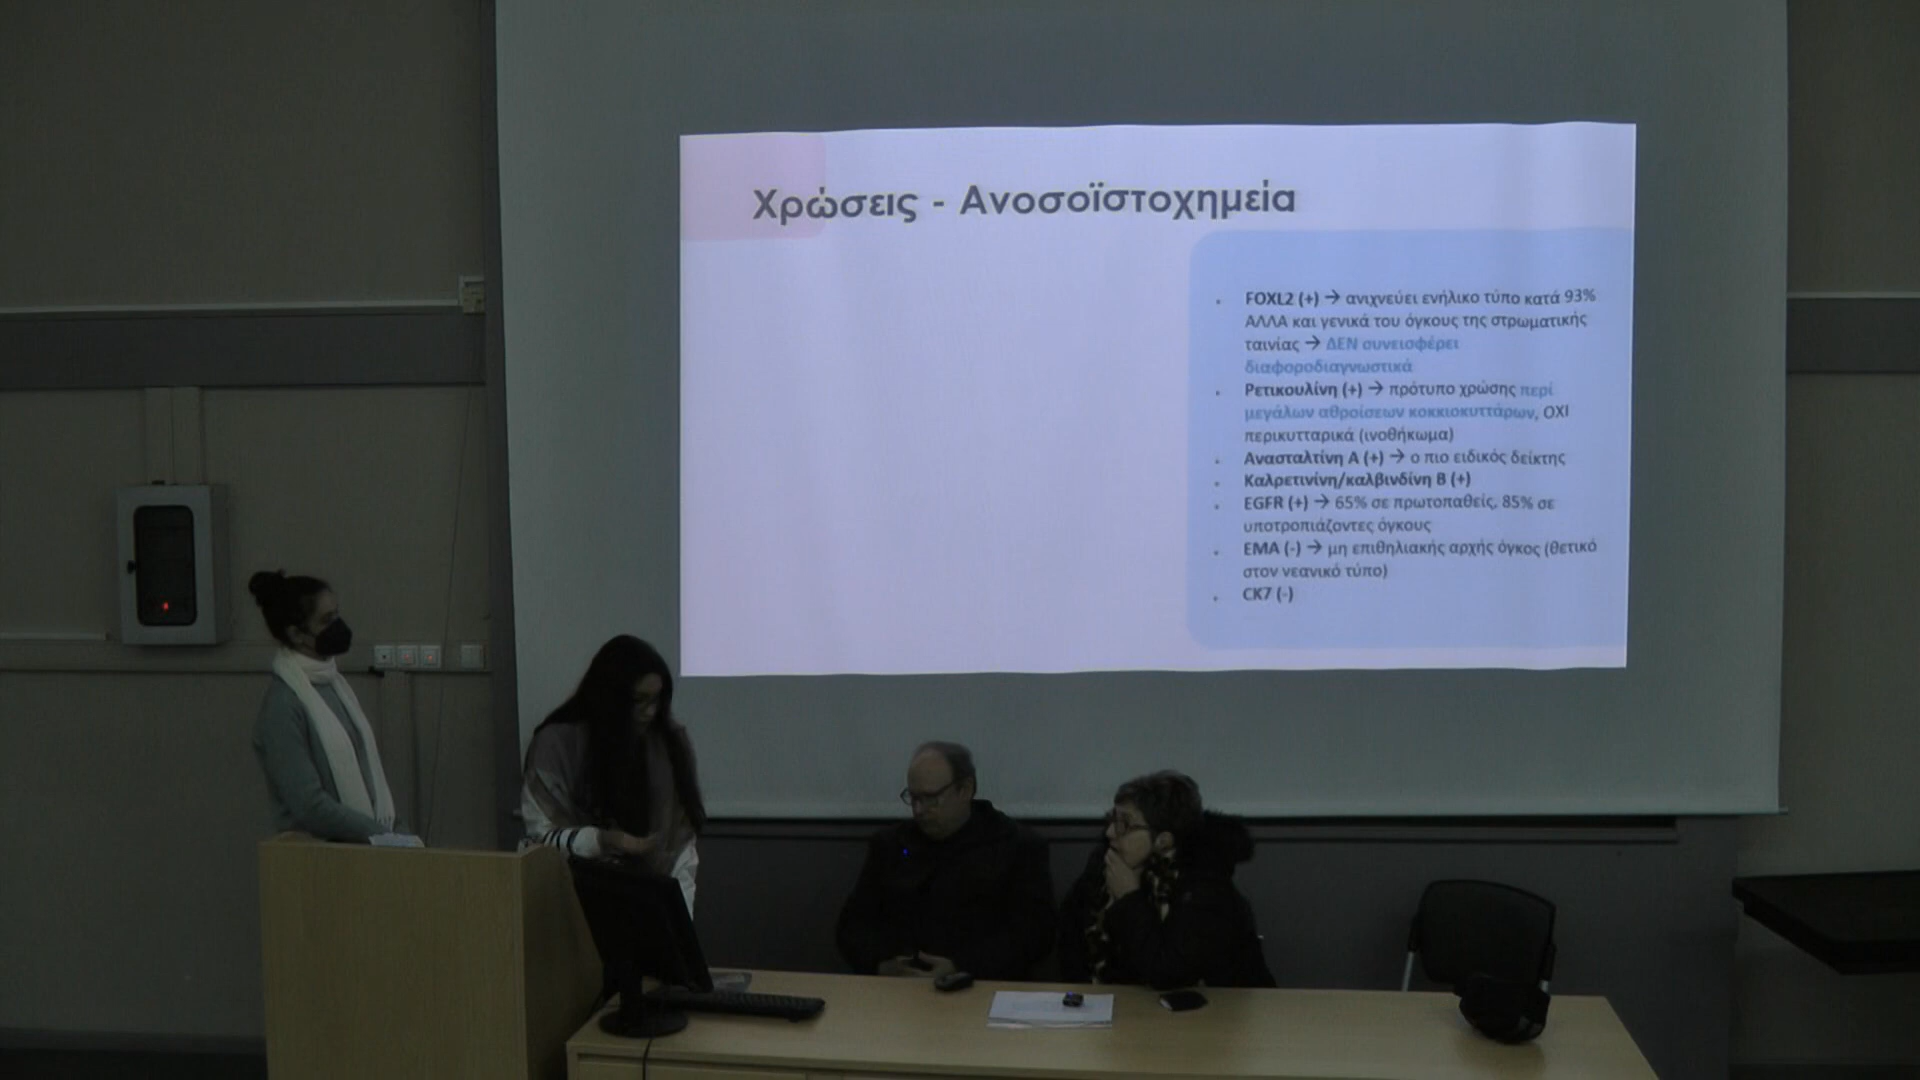 Χρώσεις - Ανοσοϊστοχημεία
• FOXL2 (+) → ανιχνεύει ενήλικο τύπο κατά 93%
ΑΛΛΑ και γενικά του όγκους της στρωματικής
ταινίας → ΔΕΝ συνεισφέρει
διαφοροδιαγνωστικά
• Ρετικουλίνη (+) → πρότυπο χρώσης περί
μεγάλων αθροίσεων κοκκιοκυττάρων, ΟΧΙ
περικυτταρικά (ινοθήκωμα)
• Ανασταλτίνη Α (+) → ο πιο ειδικός δείκτης
• Καλρετινίνη/καλβινδίνη Β (+)
• EGFR (+) → 65% σε πρωτοπαθείς, 85% σε
υποτροπιάζοντες όγκους
• EMA (-) → μη επιθηλιακής αρχής όγκος (θετικό
στον νεανικό τύπο)
• CK7 (-)